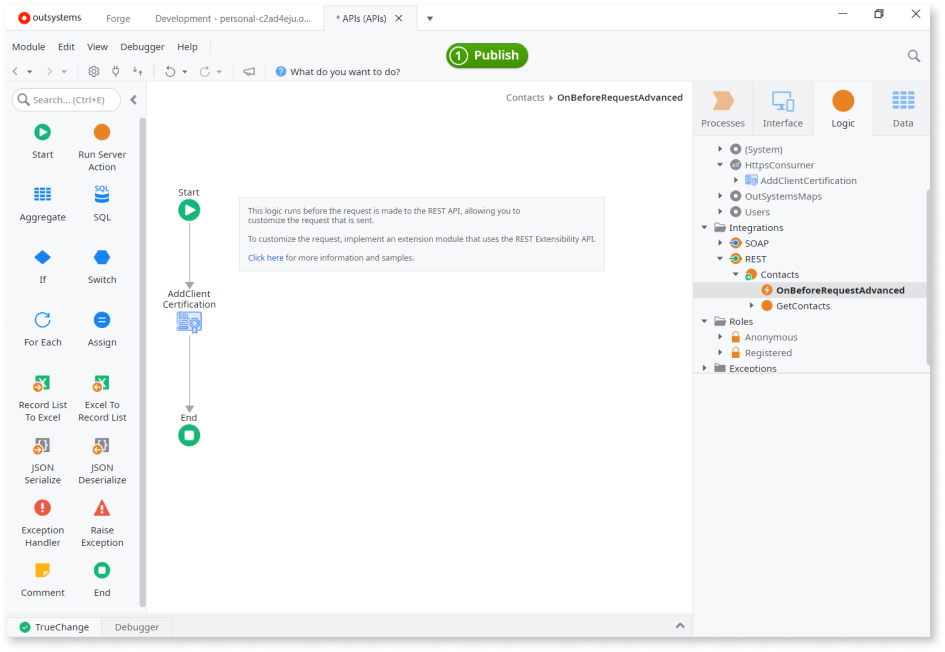 outsystems
Forge
Development - personal-c2ad4eju.o...
* APIs (APIs)
Module Edit View Debugger Help
1 Publish
What do you want to do?
Search... (Ctrl+E)
Start
Run Server
Action
Aggregate
SQL
SQL
If
Switch
For Each
Assign
Record List
To Excel
Excel To
Record List
JSON
Serialize
JSON
Deserialize
Exception
Handler
Raise
Exception
Comment
End
Contacts OnBeforeRequestAdvanced
Start
This logic runs before the request is made to the REST API, allowing you to
customize the request that is sent.
To customize the request, implement an extension module that uses the REST Extensibility API.
Click here for more information and samples.
AddClient
Certification
SSL
End
Processes
Interface
Logic
Data
(System)
HttpsConsumer
AddClientCertification
OutSystemsMaps
Users
Integrations
SOAP
REST
Contacts
OnBeforeRequestAdvanced
GetContacts
Roles
Anonymous
Registered
Exceptions
TrueChange
Debugger